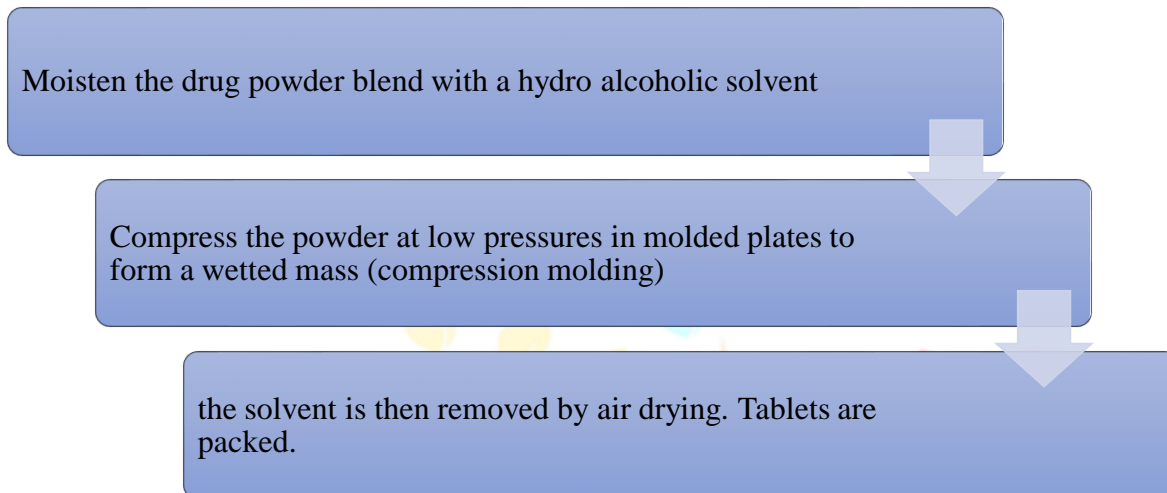 Moisten the drug powder blend with a hydro alcoholic solvent
Compress the powder at low pressures in molded plates to
form a wetted mass (compression molding)
the solvent is then removed by air drying. Tablets are
packed.